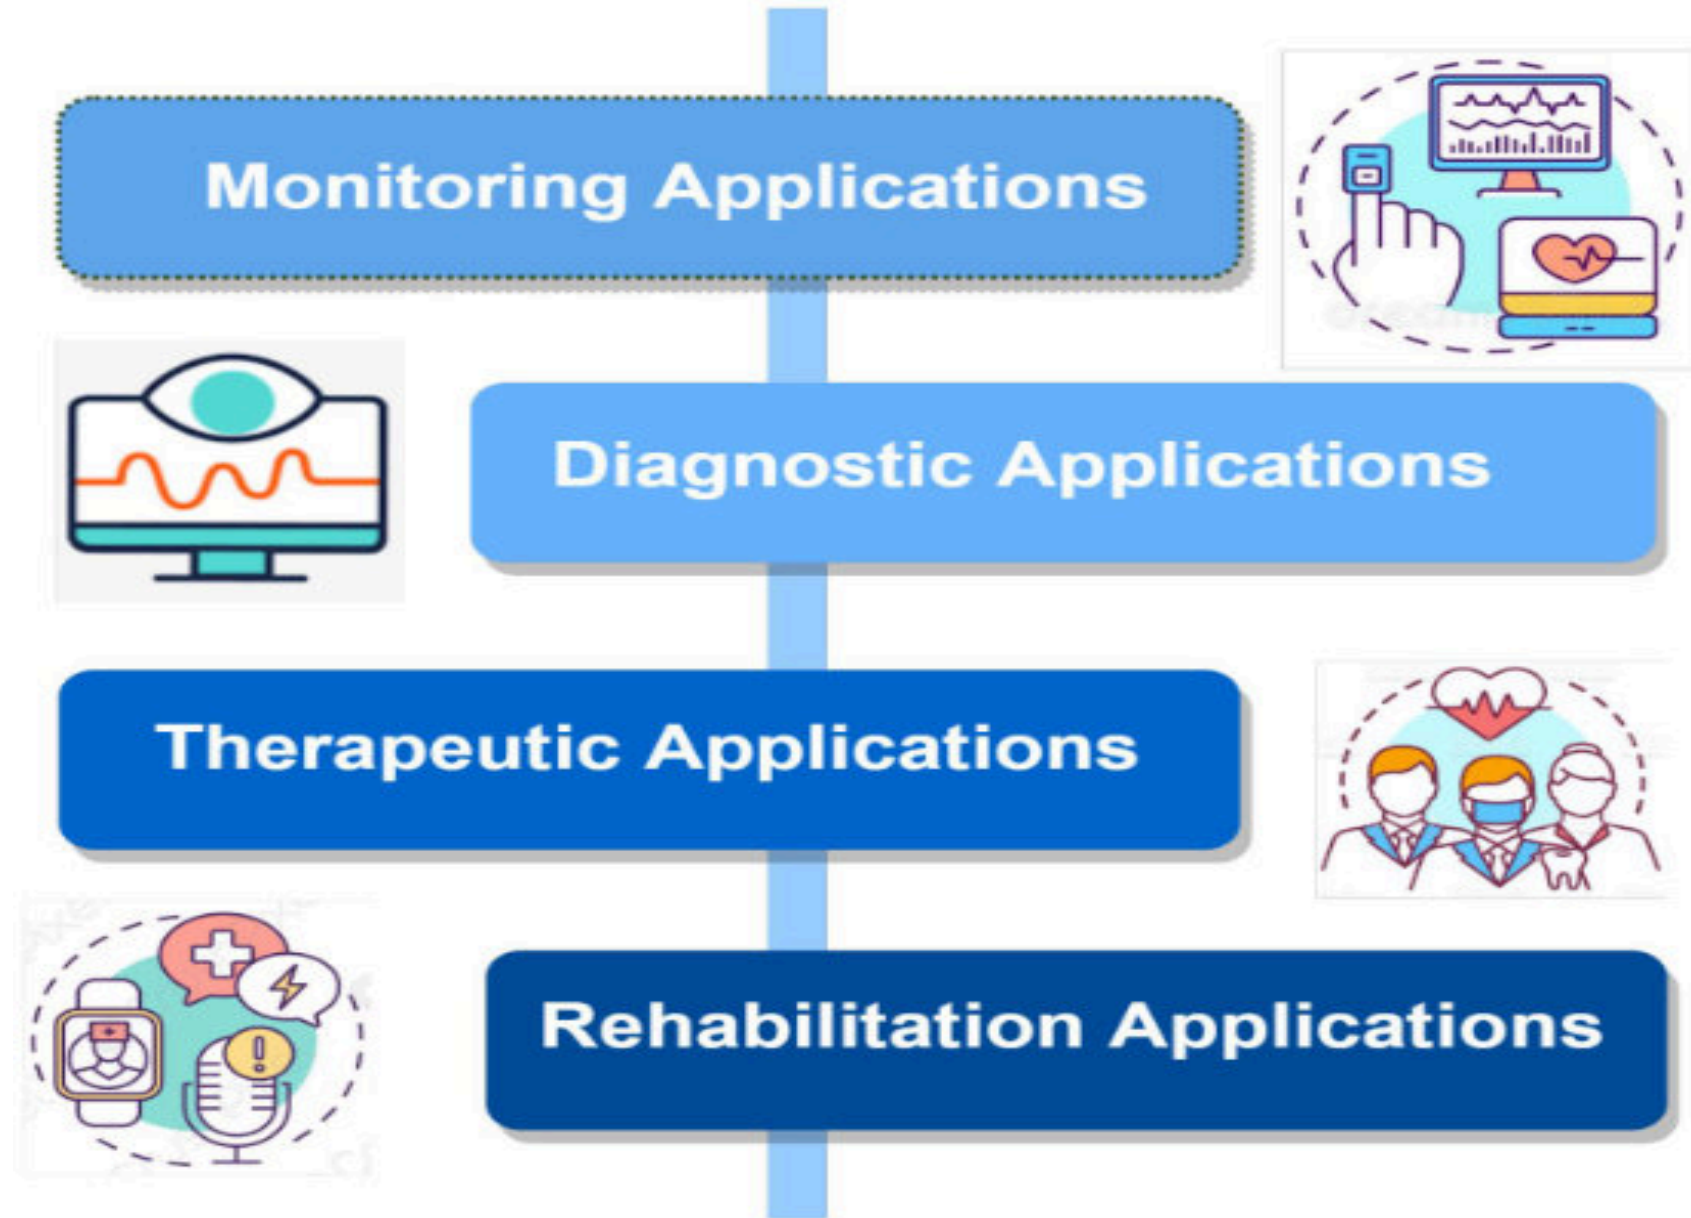 Monitoring Applications
Diagnostic Applications
Therapeutic Applications
Rehabilitation Applications